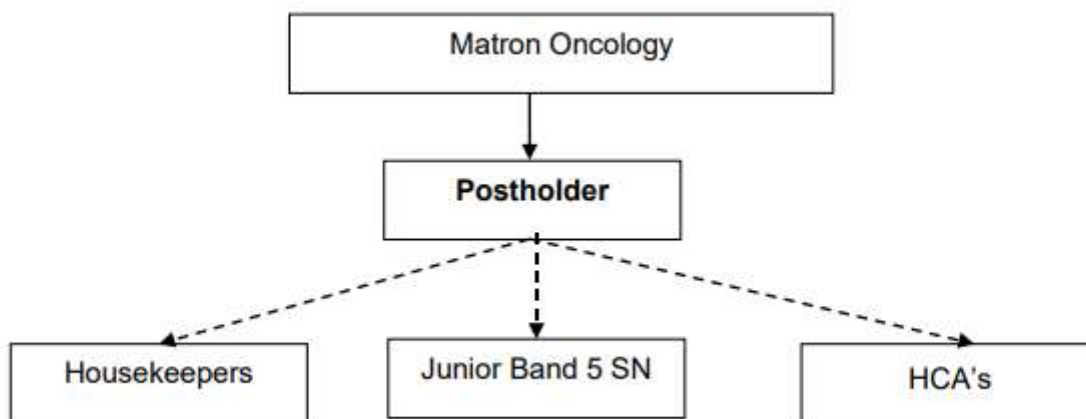 Matron Oncology
Postholder
Housekeepers
Junior Band 5 SN
HCA's